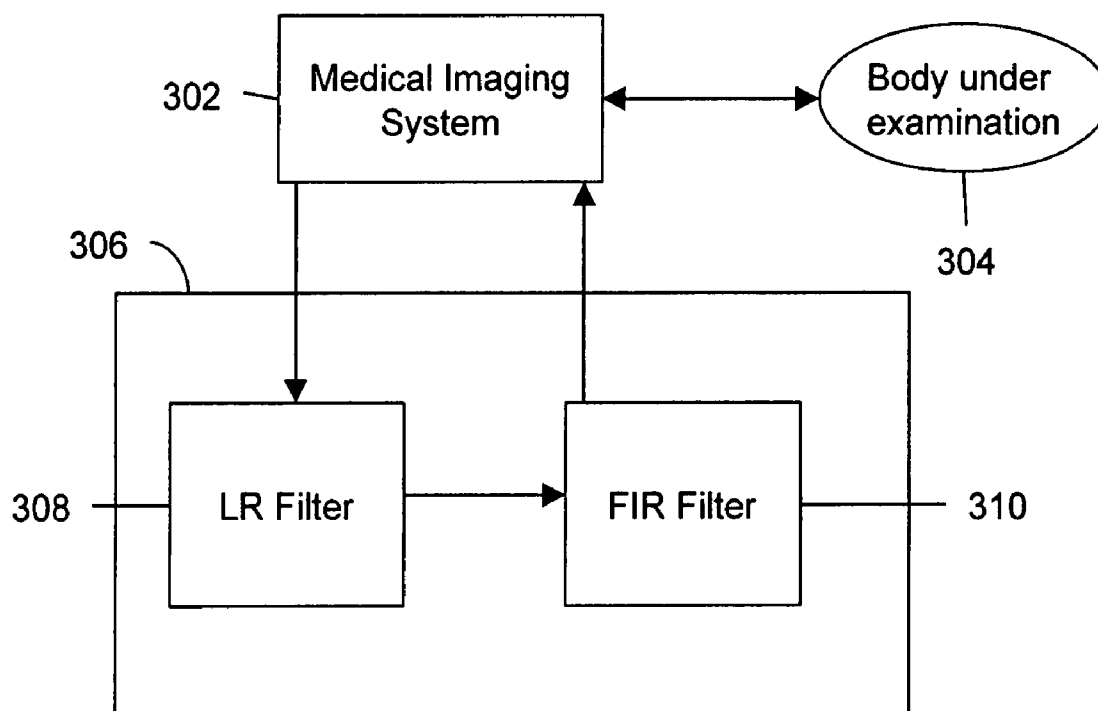 302
Medical Imaging
System
Body under
examination
304
306
308
LR Filter
FIR Filter
310